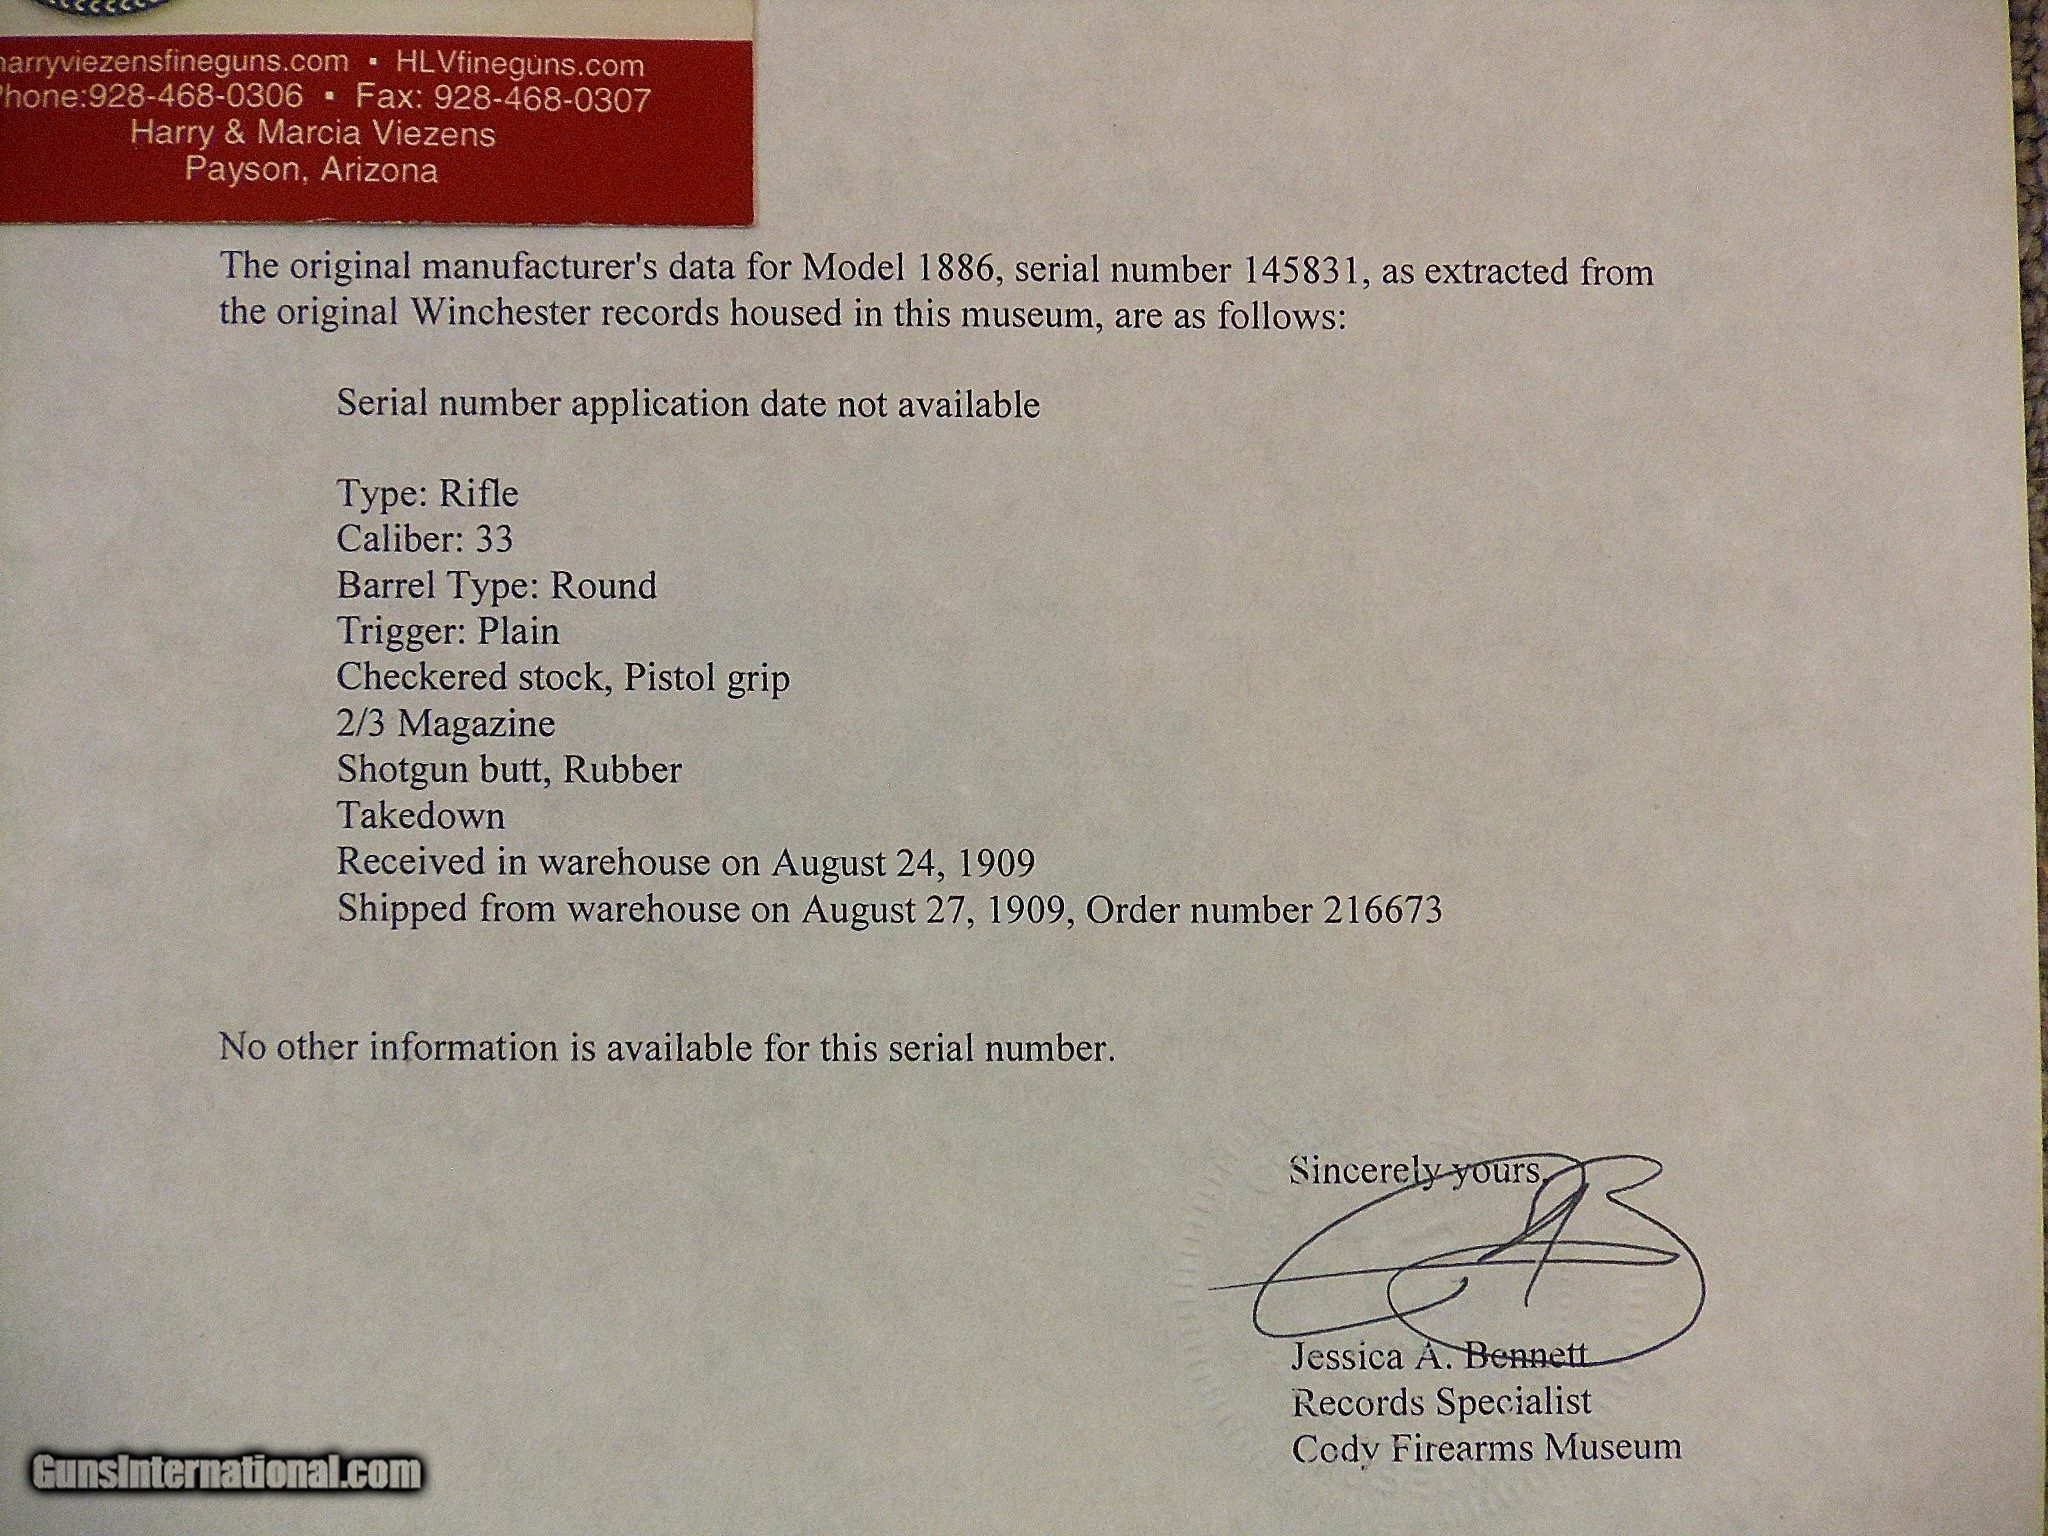 harryviezensfineguns.com • HLVfineguns.com
Phone:928-468-0306 • Fax: 928-468-0307
Harry & Marcia Viezens
Payson, Arizona
The original manufacturer's data for Model 1886, serial number 145831, as extracted from
the original Winchester records housed in this museum, are as follows:
Serial number application date not available
Type: Rifle
Caliber: 33
Barrel Type: Round
Trigger: Plain
Checkered stock, Pistol grip
2/3 Magazine
Shotgun butt, Rubber
Takedown
Received in warehouse on August 24, 1909
Shipped from warehouse on August 27, 1909, Order number 216673
No other information is available for this serial number.
Sincerely yours,
Jessica A. Bennett
Records Specialist
Cody Firearms Museum
GunsInternational.com